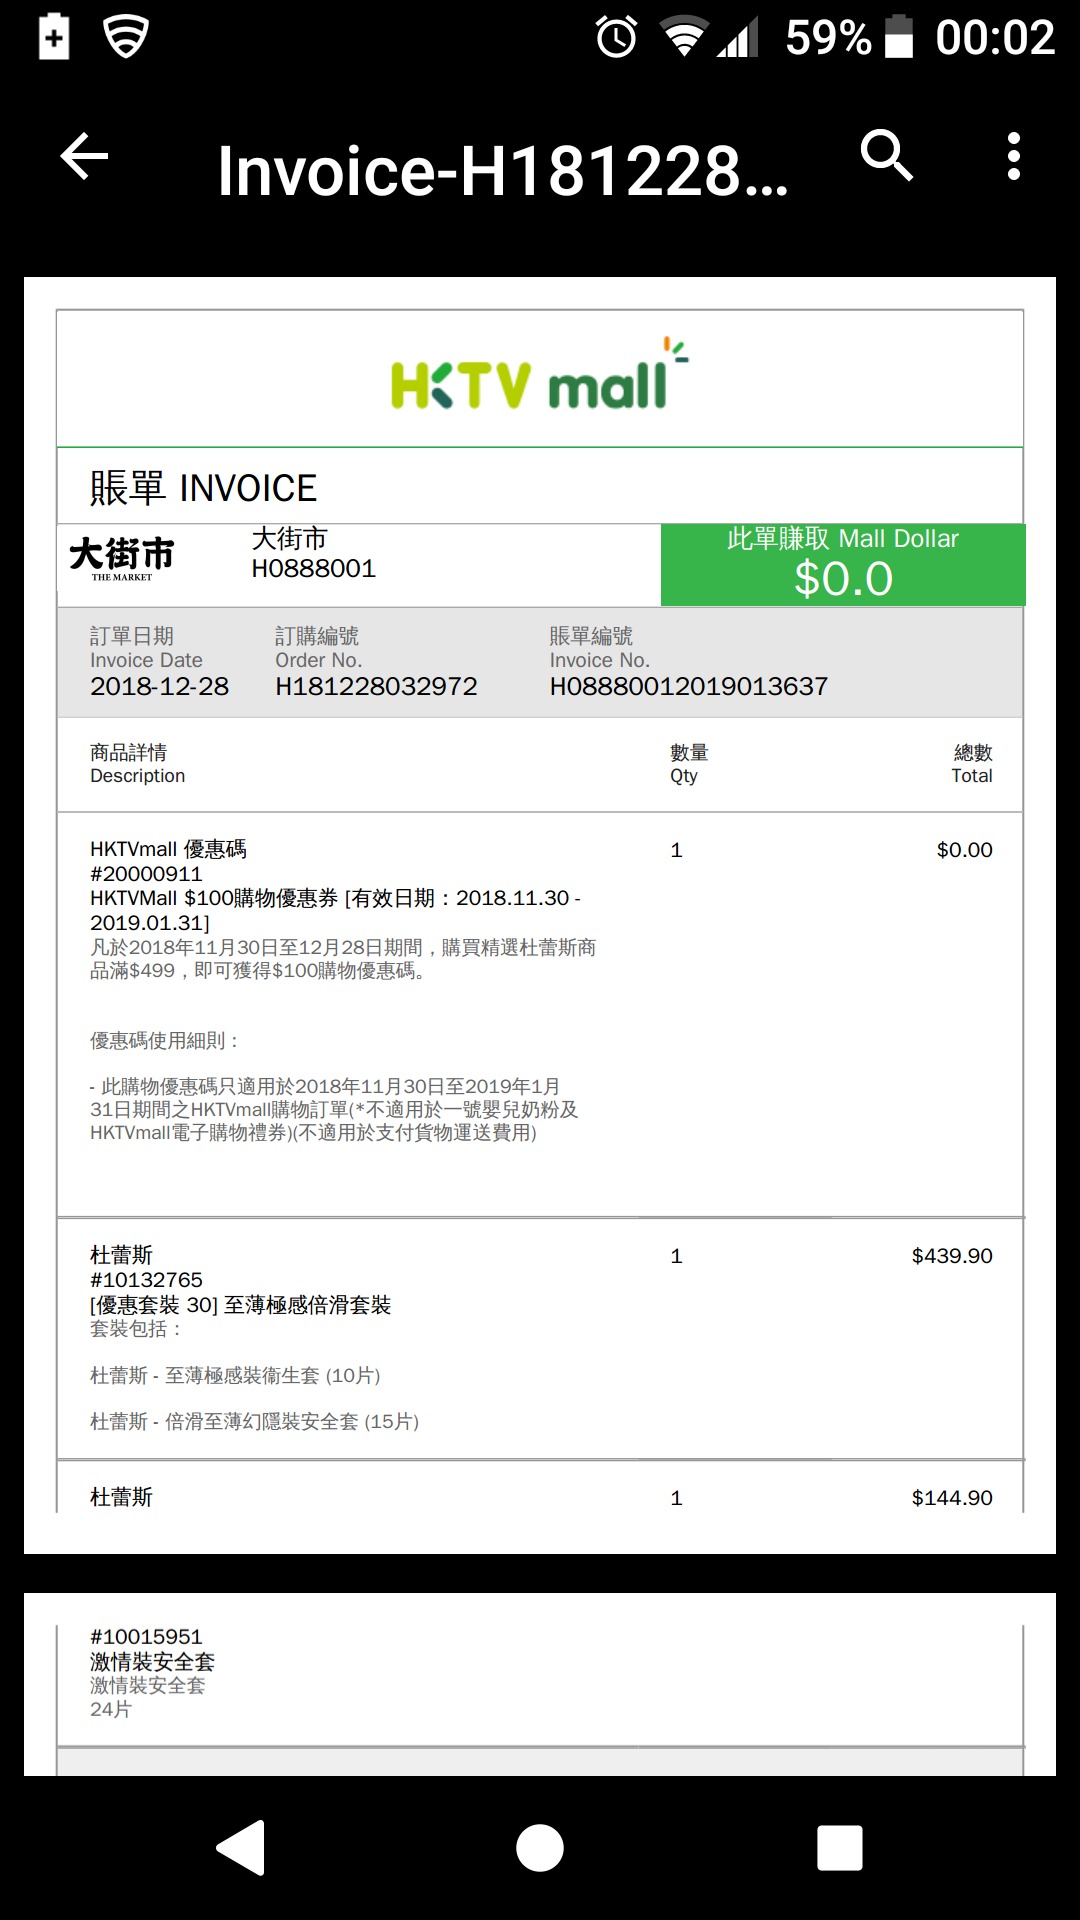 59% 00:02
Invoice-H181228...
HKTV mall
賬單 INVOICE
大街市
THE MARKET
大街市
H0888001
此單賺取 Mall Dollar
$0.0
訂單日期 訂購編號 賬單編號
Invoice Date Order No. Invoice No.
2018-12-28 H181228032972 H08880012019013637
商品詳情 數量 總數
Description Qty Total
HKTVmall 優惠碼 1 $0.00
#20000911
HKTVMall $100購物優惠券 [有效日期：2018.11.30 -
2019.01.31]
凡於2018年11月30日至12月28日期間，購買精選杜蕾斯商
品滿$499，即可獲得$100購物優惠碼。
優惠碼使用細則：
- 此購物優惠碼只適用於2018年11月30日至2019年1月
31日期間之HKTVmall購物訂單(*不適用於一號嬰兒奶粉及
HKTVmall電子購物禮券)(不適用於支付貨物運送費用)
杜蕾斯 1 $439.90
#10132765
[優惠套裝 30] 至薄極感倍滑套裝
套裝包括：
杜蕾斯 - 至薄極感裝衞生套 (10片)
杜蕾斯 - 倍滑至薄幻隱裝安全套 (15片)
杜蕾斯 1 $144.90
#10015951
激情裝安全套
激情裝安全套
24片